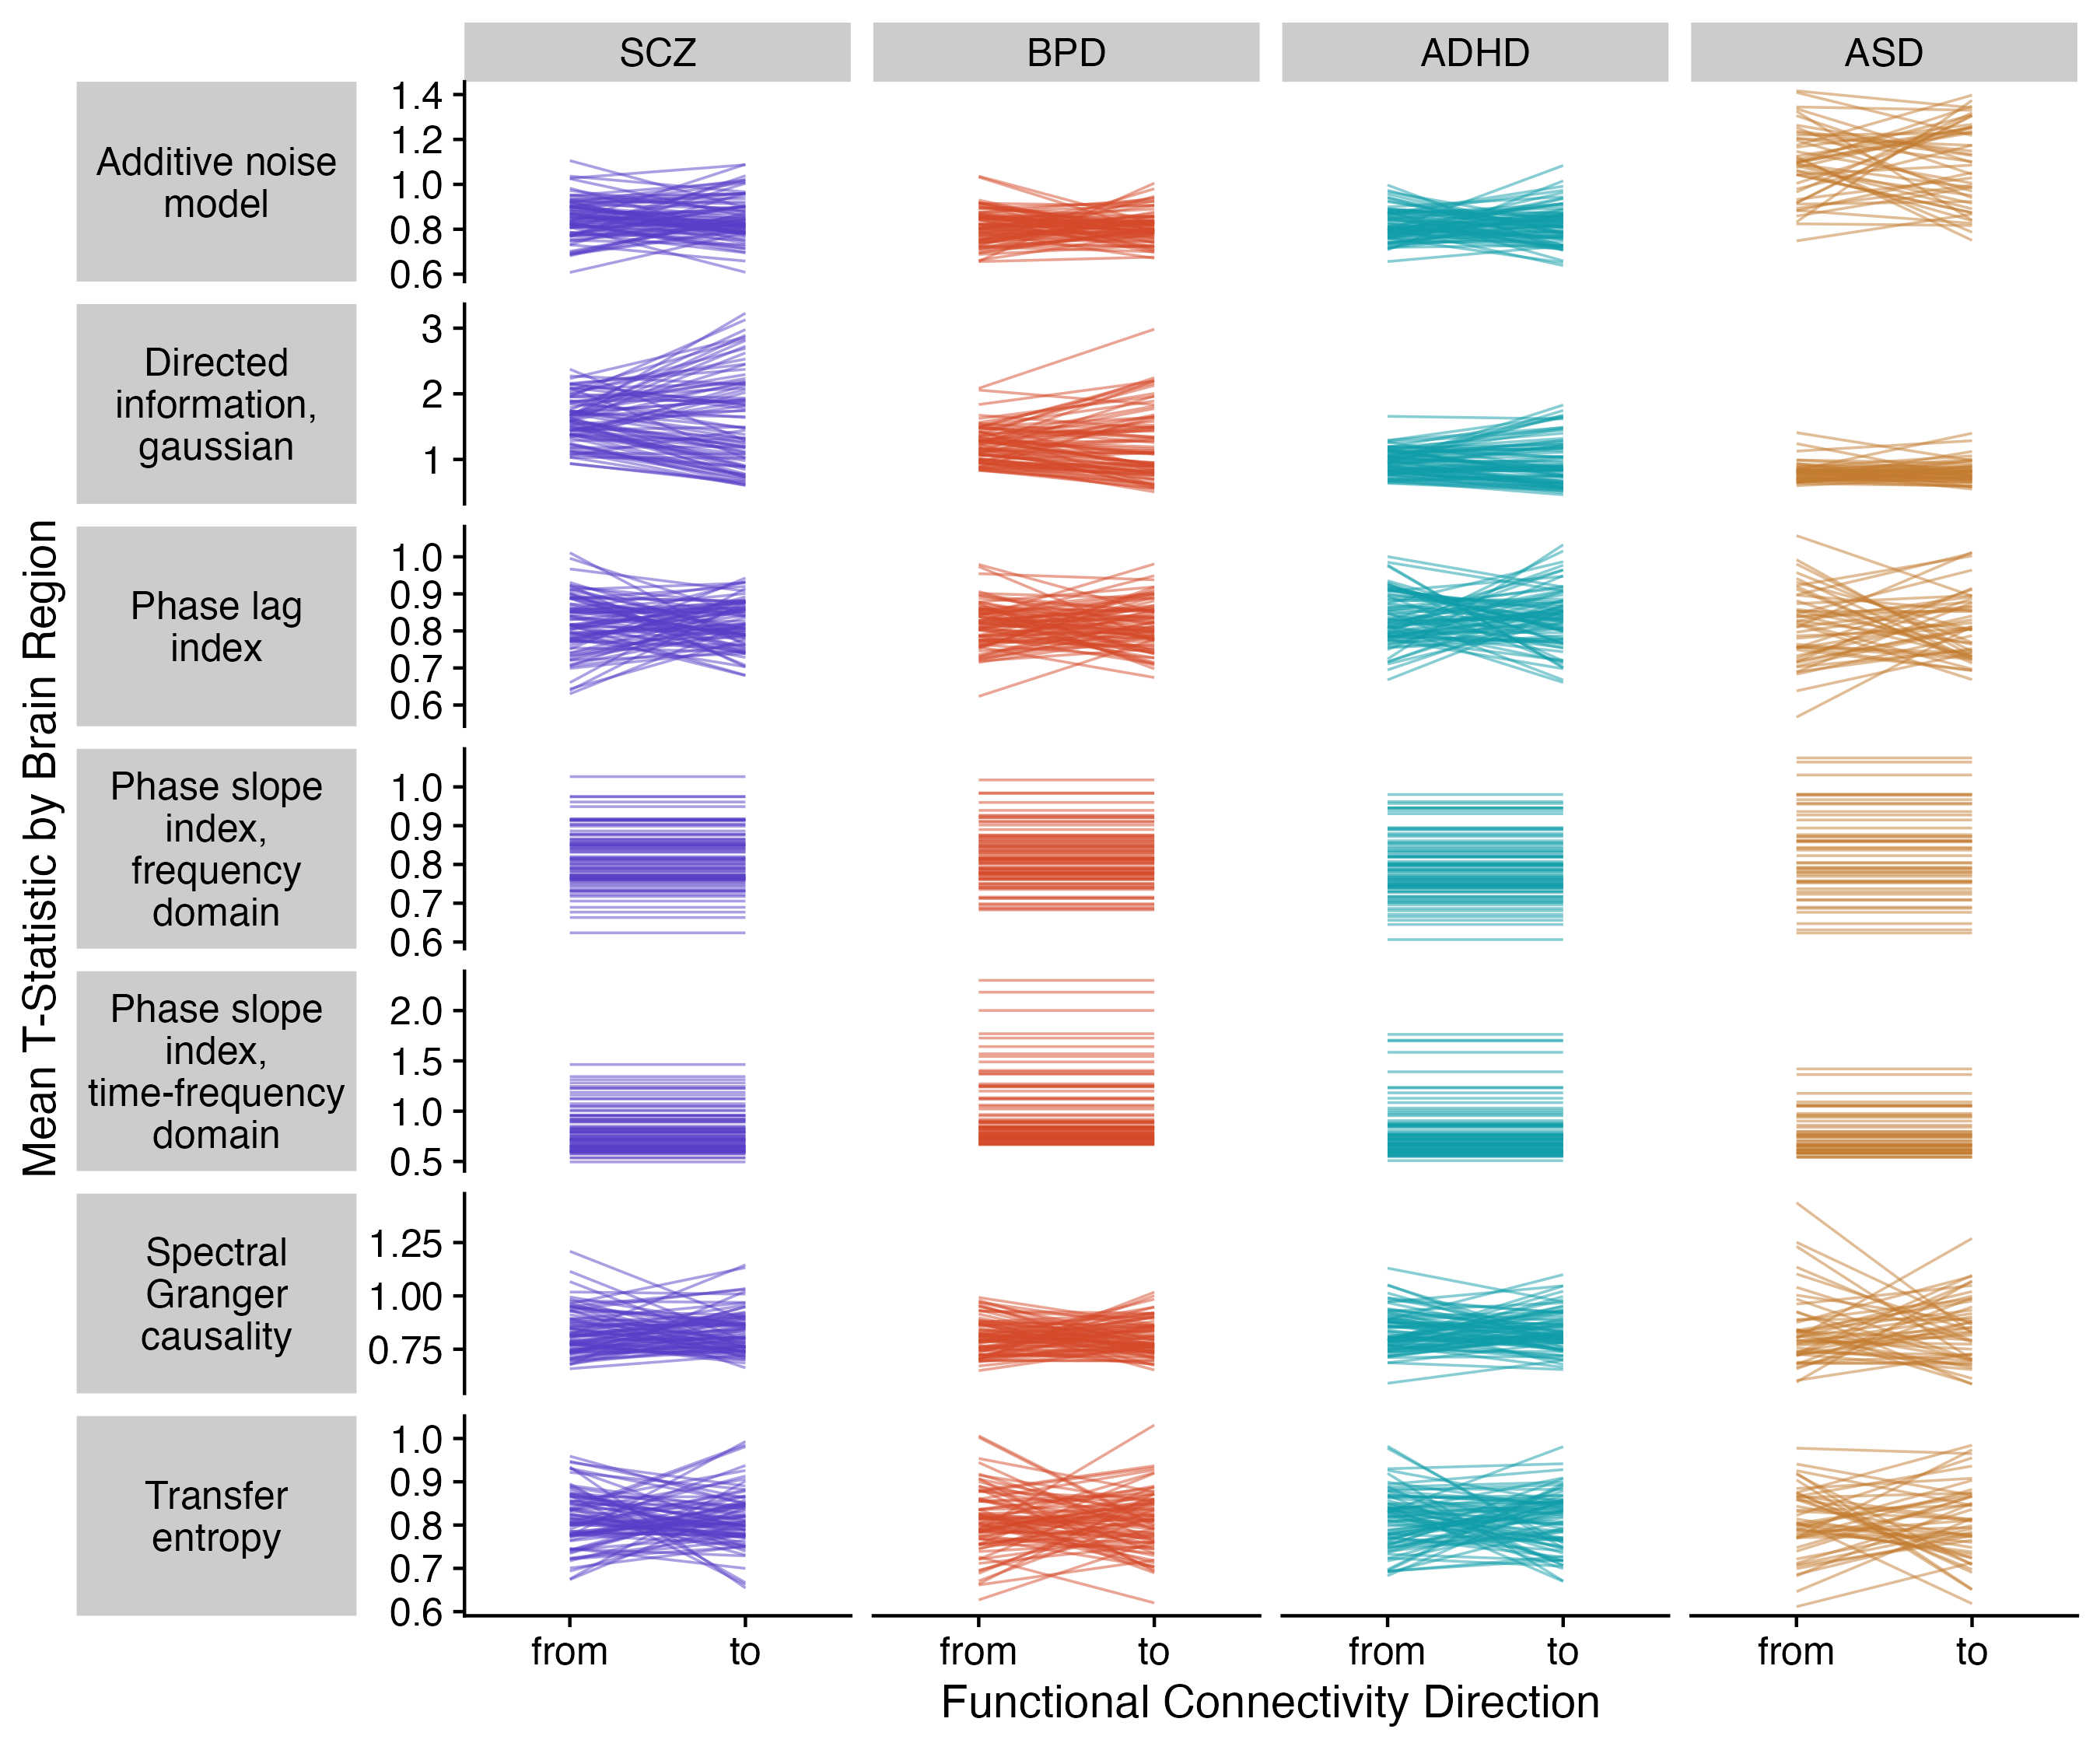 SCZ
BPD
ADHD
ASD
Mean T-Statistic by Brain Region
Additive noise
model
1.4
1.2
1.0
0.8
0.6
Directed
information,
gaussian
3
2
1
Phase lag
index
1.0
0.9
0.8
0.7
0.6
Phase slope
index,
frequency
domain
1.0
0.9
0.8
0.7
0.6
Phase slope
index,
time-frequency
domain
2.0
1.5
1.0
0.5
Spectral
Granger
causality
1.25
1.00
0.75
Transfer
entropy
1.0
0.9
0.8
0.7
0.6
from to from to from to from to
Functional Connectivity Direction